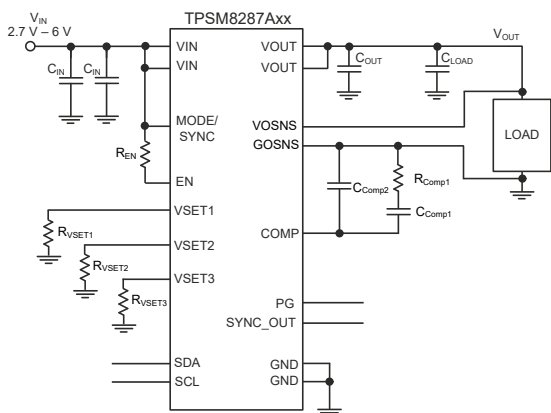 TPSM8287Axx
VIN
2.7 V – 6 V
CIN
CIN
VIN
VIN
MODE/
SYNC
REN
EN
VSET1
RVSET1
VSET2
RVSET2
VSET3
RVSET3
SDA
SCL
VOUT
VOUT
VOSNS
GOSNS
COMP
PG
SYNC_OUT
GND
GND
COUT
CLOAD
VOUT
LOAD
RComp1
CComp2
CComp1